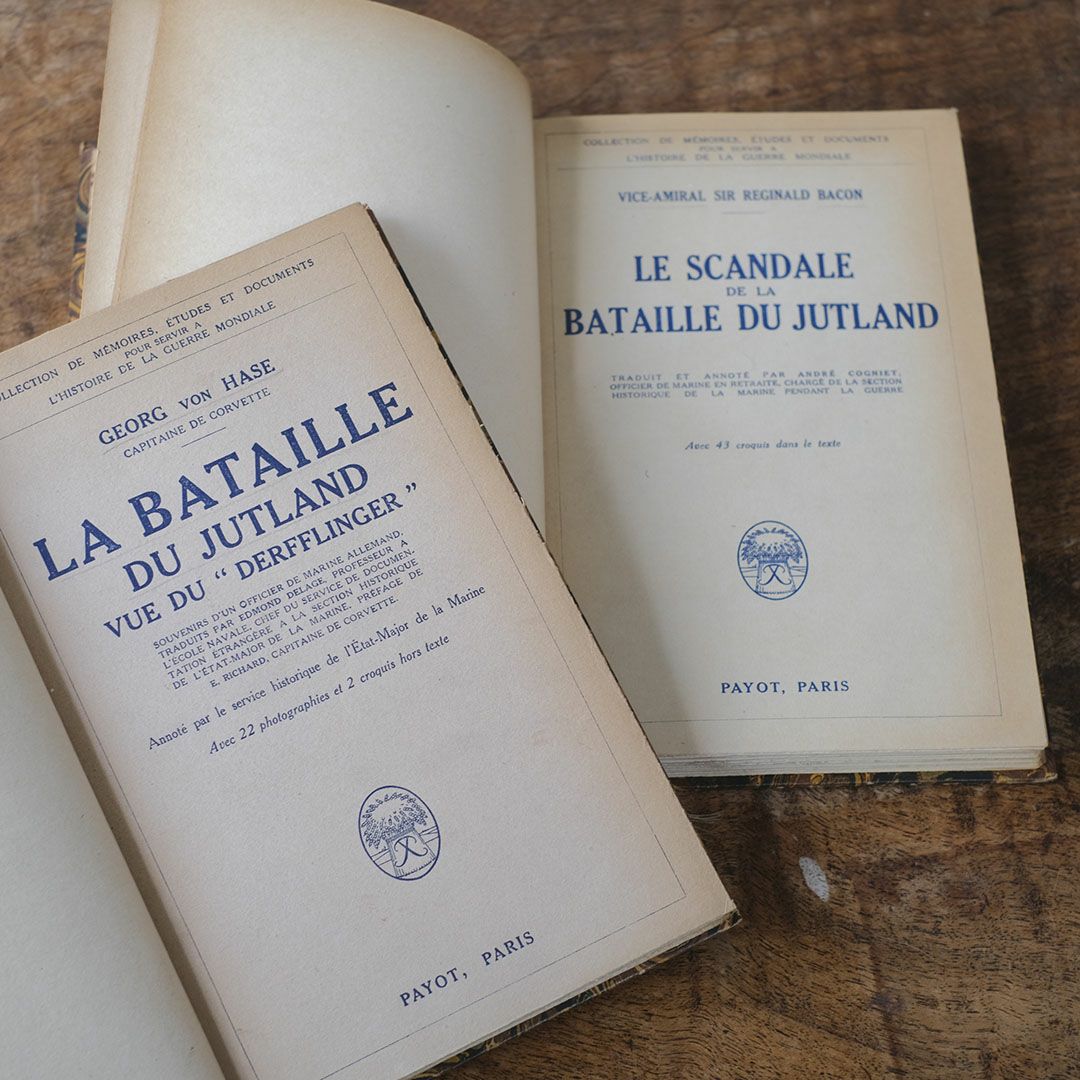 COLLECTION DE MÉMOIRES, ÉTUDES ET DOCUMENTS
POUR SERVIR A
L'HISTOIRE DE LA GUERRE MONDIALE
GEORG VON HASE
CAPITAINE DE CORVETTE
LA BATAILLE
DU JUTLAND
VUE DU “ DERFFLINGER ”
SOUVENIRS D'UN OFFICIER DE MARINE ALLEMAND,
TRADUITS PAR EDMOND DELAGE, PROFESSEUR A
L'ÉCOLE NAVALE, CHEF DU SERVICE DE DOCUMEN-
TATION ÉTRANGÈRE A LA SECTION HISTORIQUE
DE L'ÉTAT-MAJOR DE LA MARINE, PRÉFACE DE
E. RICHARD, CAPITAINE DE CORVETTE.
Annoté par le service historique de l'État-Major de la Marine
Avec 22 photographies et 2 croquis hors texte
PAYOT, PARIS
COLLECTION DE MÉMOIRES, ÉTUDES ET DOCUMENTS
POUR SERVIR A
L'HISTOIRE DE LA GUERRE MONDIALE
VICE-AMIRAL SIR REGINALD BACON
LE SCANDALE
DE LA
BATAILLE DU JUTLAND
TRADUIT ET ANNOTÉ PAR ANDRÉ COGNIET,
OFFICIER DE MARINE EN RETRAITE, CHARGÉ DE LA SECTION
HISTORIQUE DE LA MARINE PENDANT LA GUERRE
Avec 43 croquis dans le texte
PAYOT, PARIS